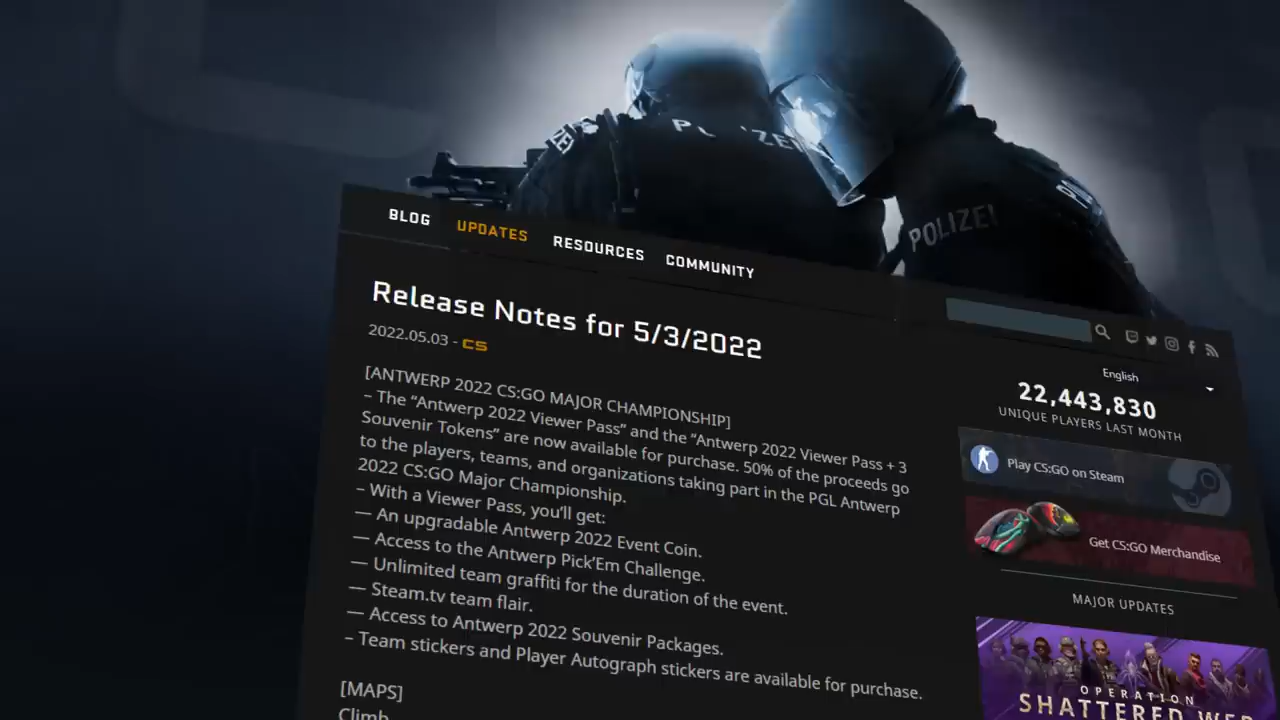 POLIZEI
BLOG
UPDATES
RESOURCES
COMMUNITY
Release Notes for 5/3/2022
2022.05.03 - CS
[ANTWERP 2022 CS:GO MAJOR CHAMPIONSHIP]
– The “Antwerp 2022 Viewer Pass” and the “Antwerp 2022 Viewer Pass + 3
Souvenir Tokens” are now available for purchase. 50% of the proceeds go
to the players, teams, and organizations taking part in the PGL Antwerp
2022 CS:GO Major Championship.
– With a Viewer Pass, you’ll get:
— An upgradable Antwerp 2022 Event Coin.
— Access to the Antwerp Pick’Em Challenge.
— Unlimited team graffiti for the duration of the event.
— Steam.tv team flair.
— Access to Antwerp 2022 Souvenir Packages.
– Team stickers and Player Autograph stickers are available for purchase.
[MAPS]
Climb
English
22,443,830
UNIQUE PLAYERS LAST MONTH
Play CS:GO on Steam
Get CS:GO Merchandise
MAJOR UPDATES
OPERATION
SHATTERED WEB